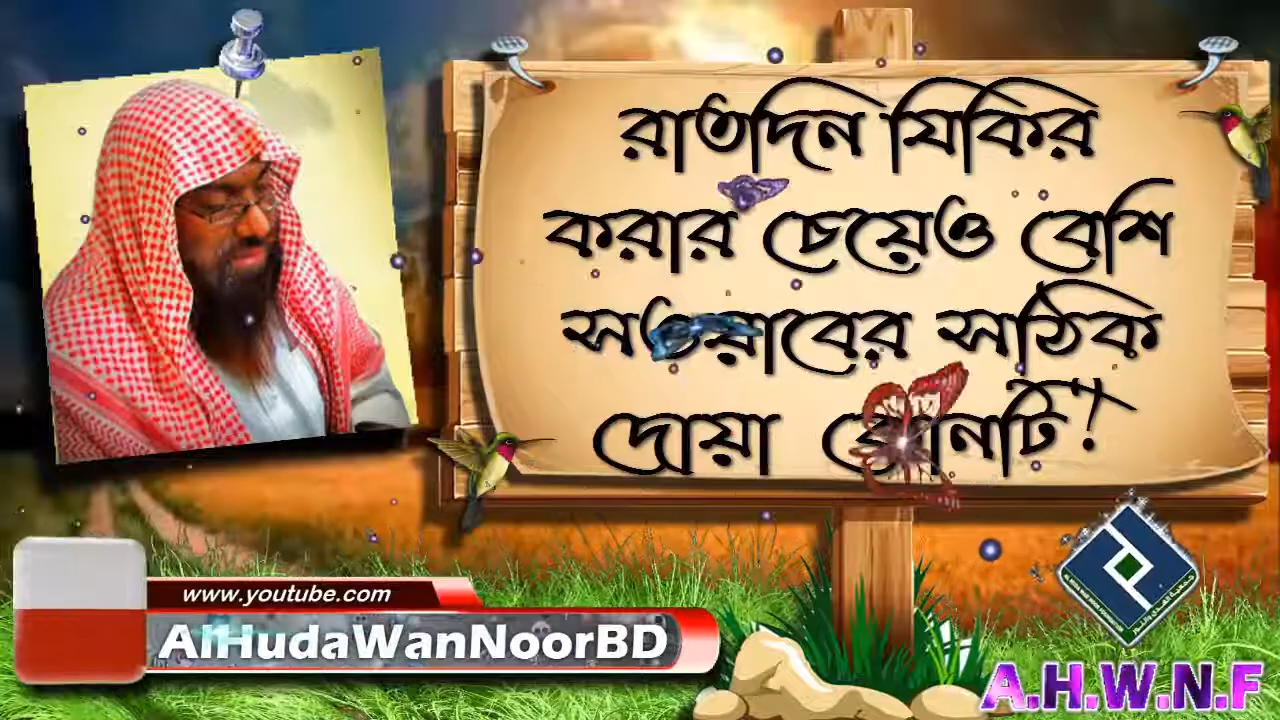 রাতদিন যিকির
করার চেয়েও বেশি
সওয়াবের সঠিক
দোয়া কোনটি?
www.youtube.com
AlHudaWanNoorBD
A.H.W.N.F